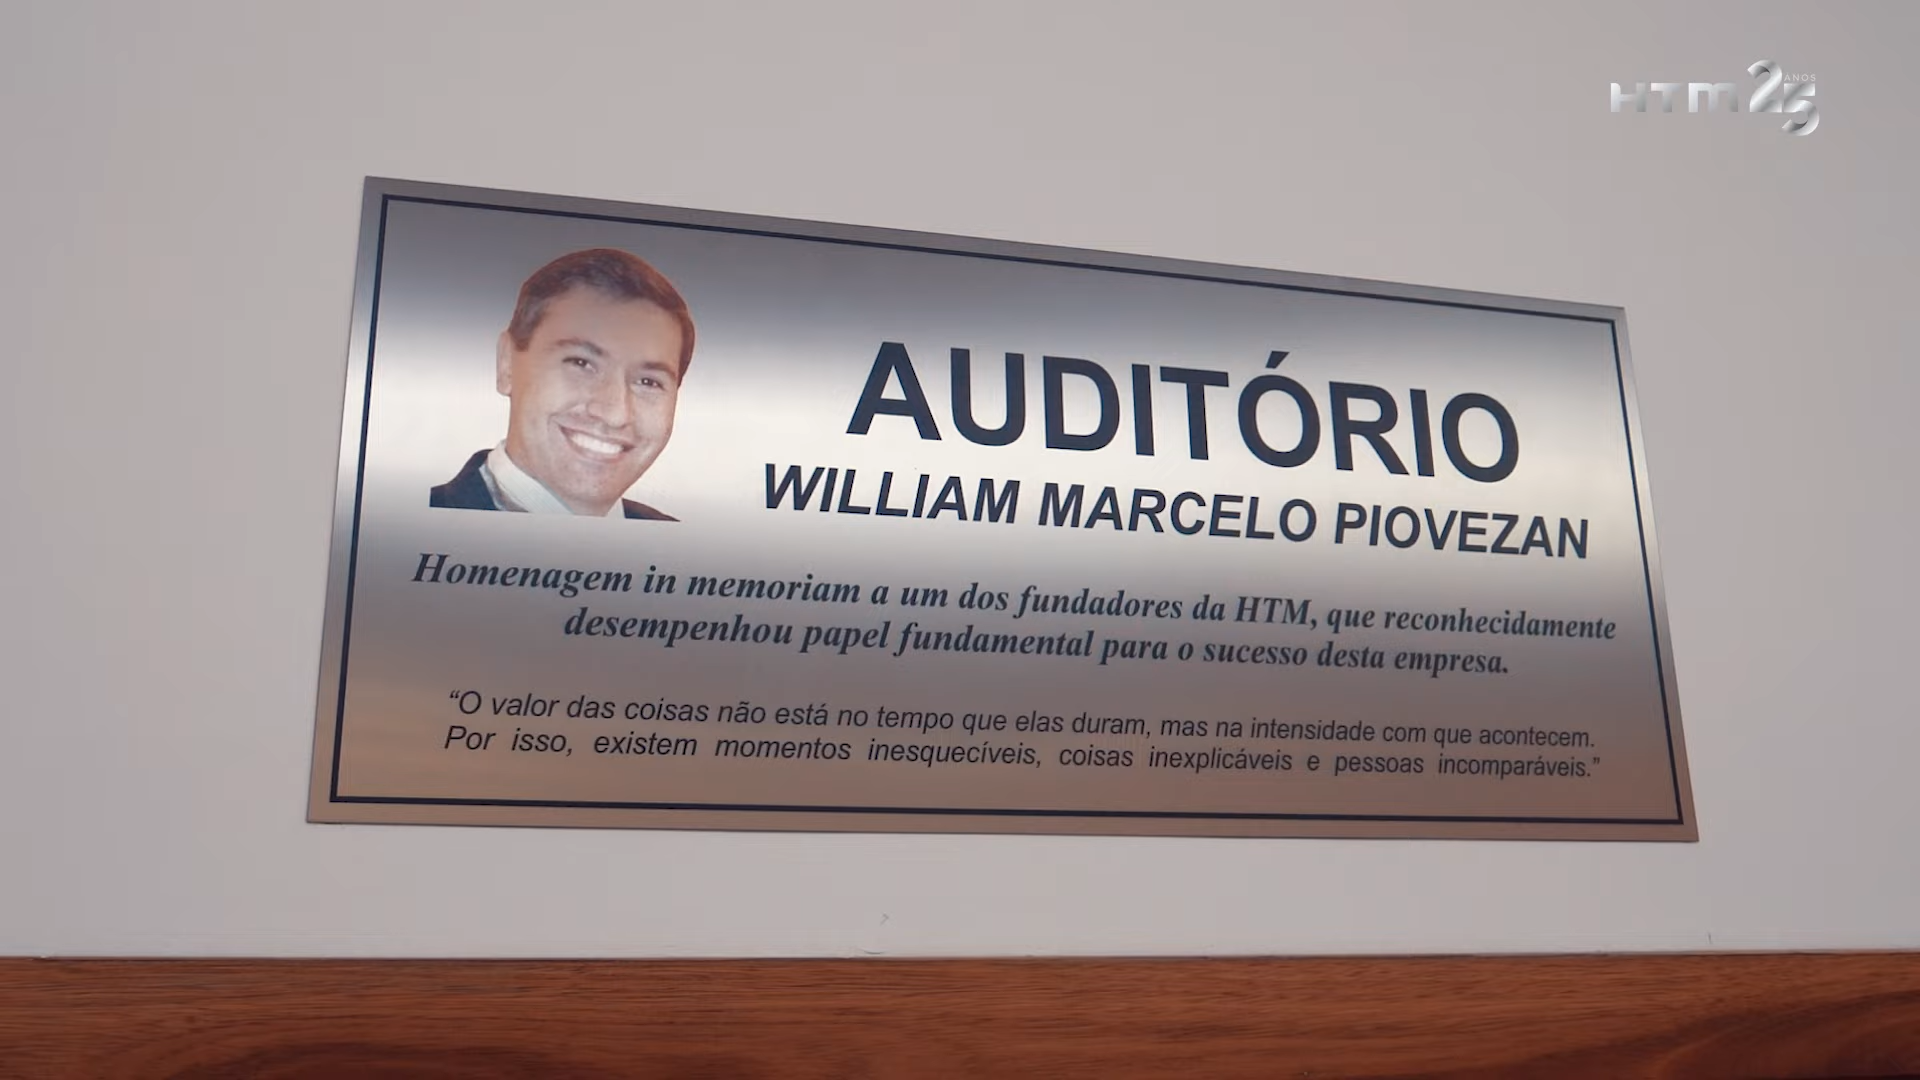 HTM 25 ANOS
AUDITÓRIO
WILLIAM MARCELO PIOVEZAN
Homenagem in memoriam a um dos fundadores da HTM, que reconhecidamente
desempenhou papel fundamental para o sucesso desta empresa.
“O valor das coisas não está no tempo que elas duram, mas na intensidade com que acontecem.
Por isso, existem momentos inesquecíveis, coisas inexplicáveis e pessoas incomparáveis.”